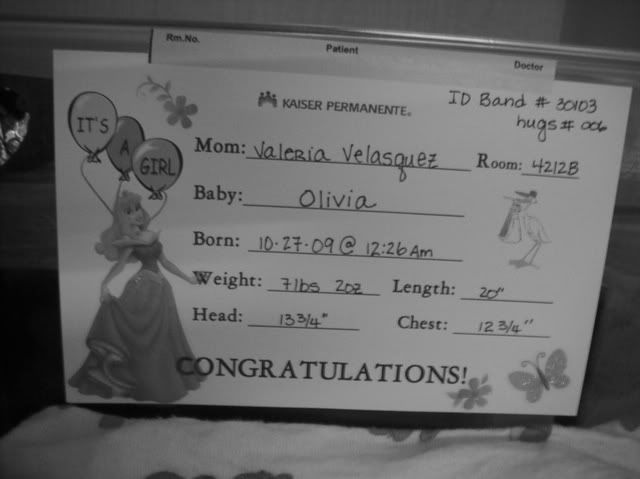 Rm.No. Patient Doctor
KAISER PERMANENTE®
ID Band # 30103
hugs# 006
IT'S
A
GIRL
Mom: Valeria Velasquez Room: 4212B
Baby: Olivia
Born: 10-27-09 @ 12:26 Am
Weight: 7lbs 2oz Length: 20"
Head: 13 3/4" Chest: 12 3/4"
CONGRATULATIONS!